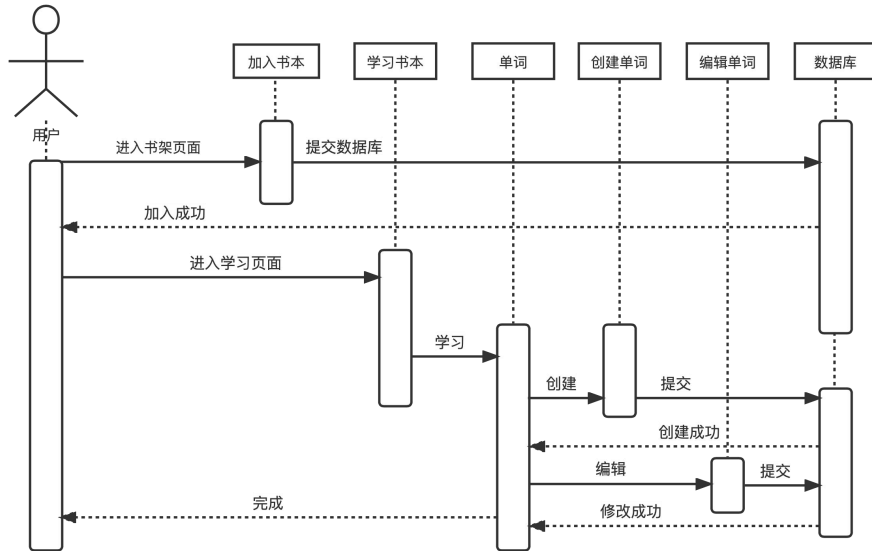 加入书本
学习书本
单词
创建单词
编辑单词
数据库
用户
进入书架页面
提交数据库
加入成功
进入学习页面
学习
创建
提交
创建成功
编辑
提交
完成
修改成功